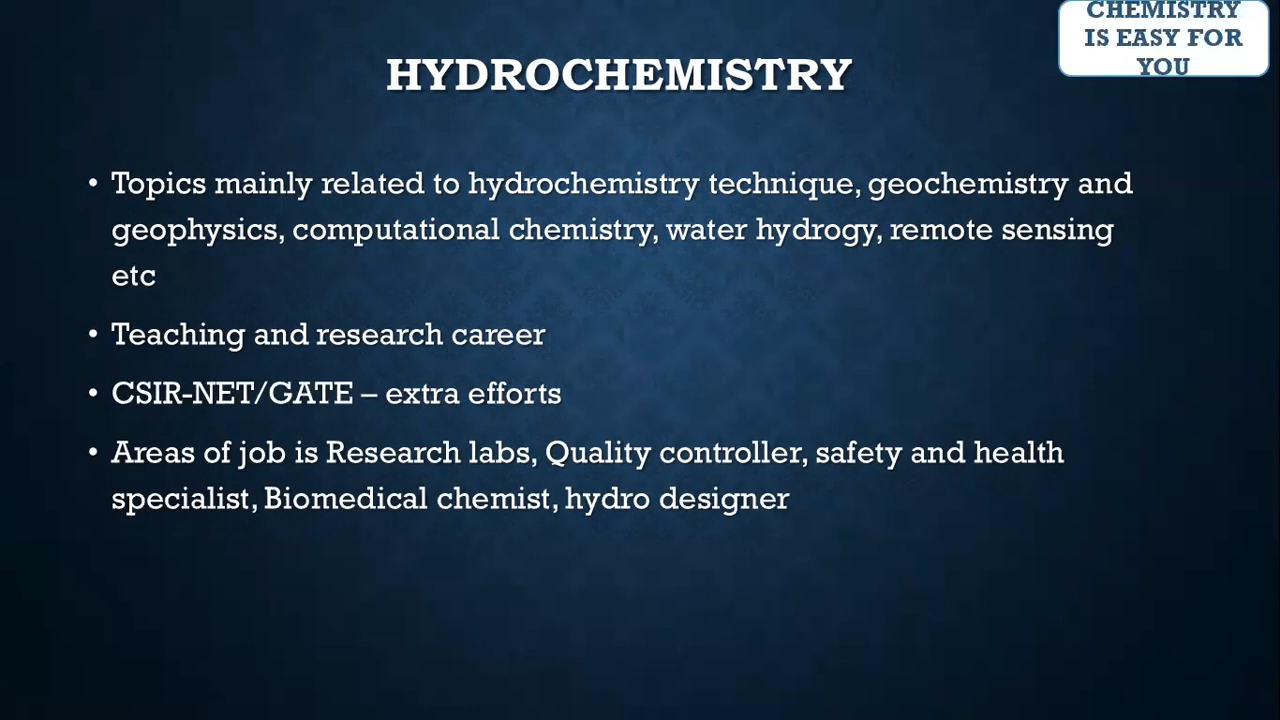 CHEMISTRY
IS EASY FOR
YOU
HYDROCHEMISTRY
• Topics mainly related to hydrochemistry technique, geochemistry and
geophysics, computational chemistry, water hydrogy, remote sensing
etc
• Teaching and research career
• CSIR-NET/GATE – extra efforts
• Areas of job is Research labs, Quality controller, safety and health
specialist, Biomedical chemist, hydro designer